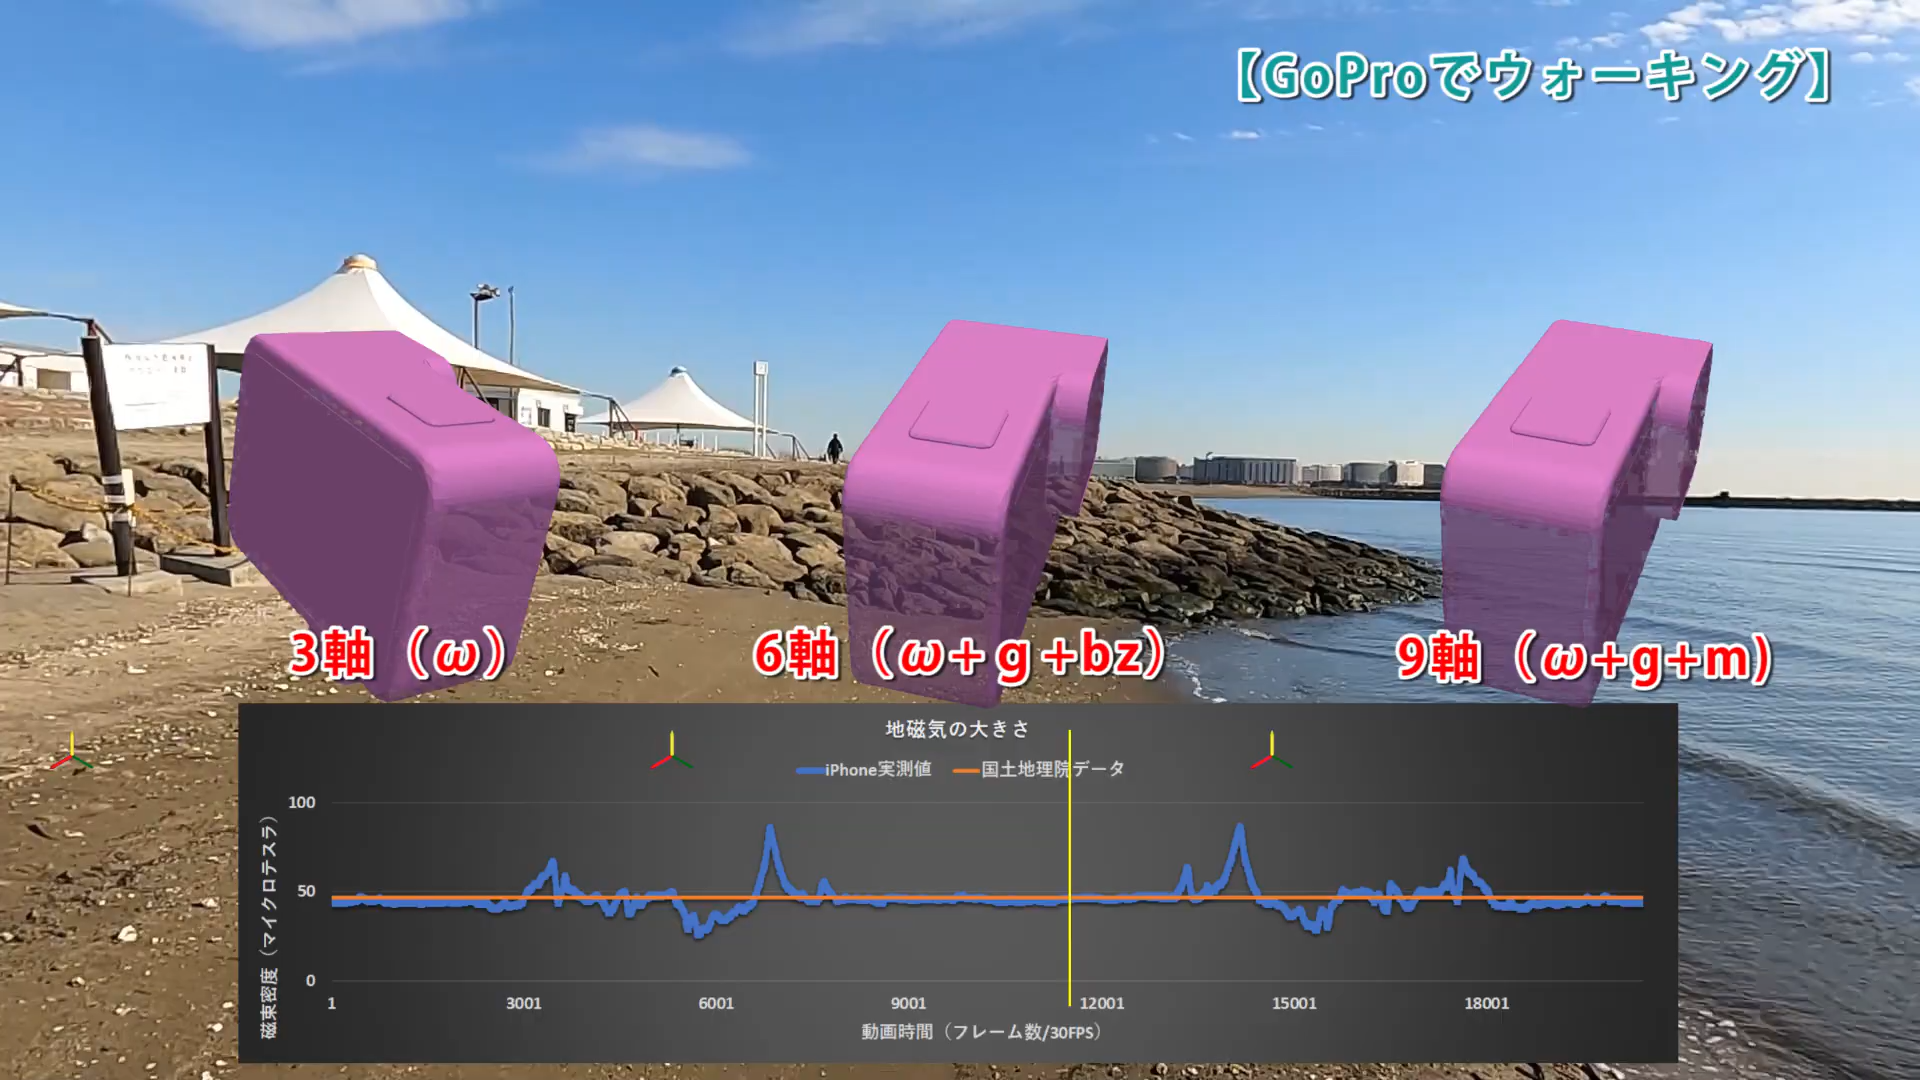 【GoProでウォーキング】
3軸（ω）
6軸（ω+g+bz）
9軸（ω+g+m)
地磁気の大きさ
iPhone実測値
国土地理院データ
磁束密度（マイクロテスラ）
100
50
0
1
3001
6001
9001
12001
15001
18001
動画時間（フレーム数/30FPS）